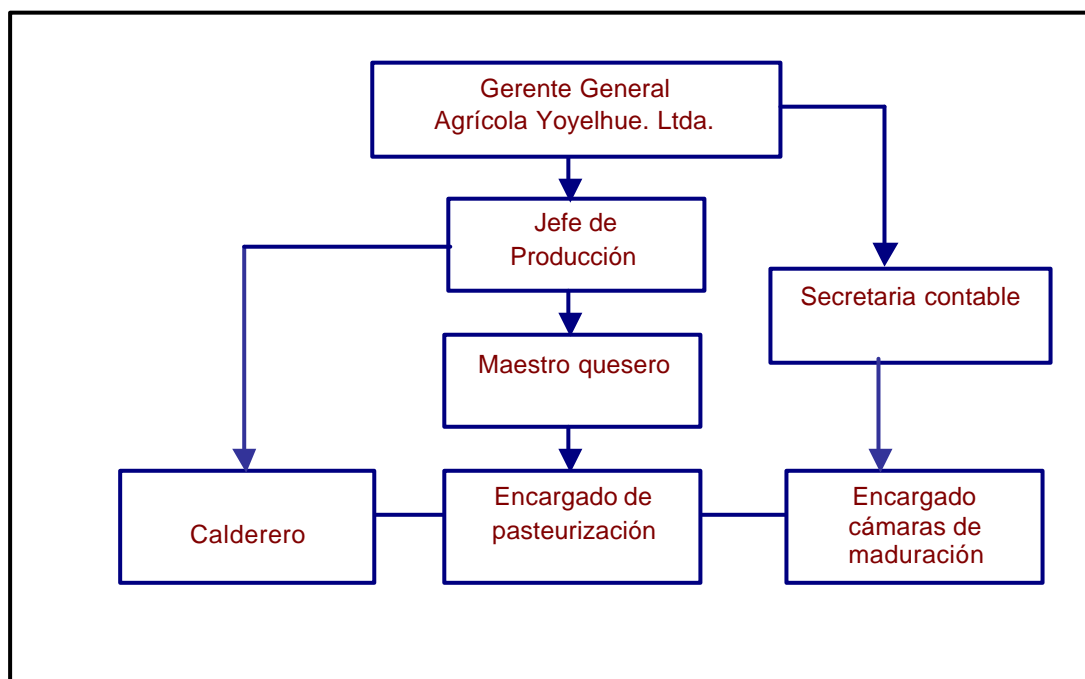 Gerente General
Agrícola Yoyelhue. Ltda.
Jefe de
Producción
Secretaria contable
Maestro quesero
Calderero
Encargado de
pasteurización
Encargado
cámaras de
maduración